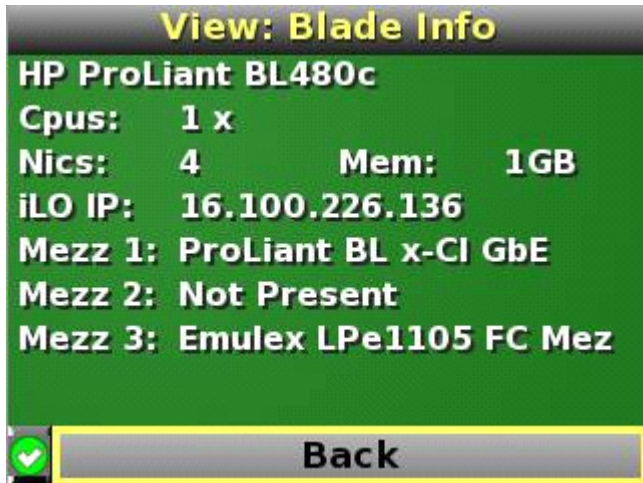 View: Blade Info
HP ProLiant BL480c
Cpus: 1 x
Nics: 4 Mem: 1GB
iLO IP: 16.100.226.136
Mezz 1: ProLiant BL x-Cl GbE
Mezz 2: Not Present
Mezz 3: Emulex LPe1105 FC Mez
Back